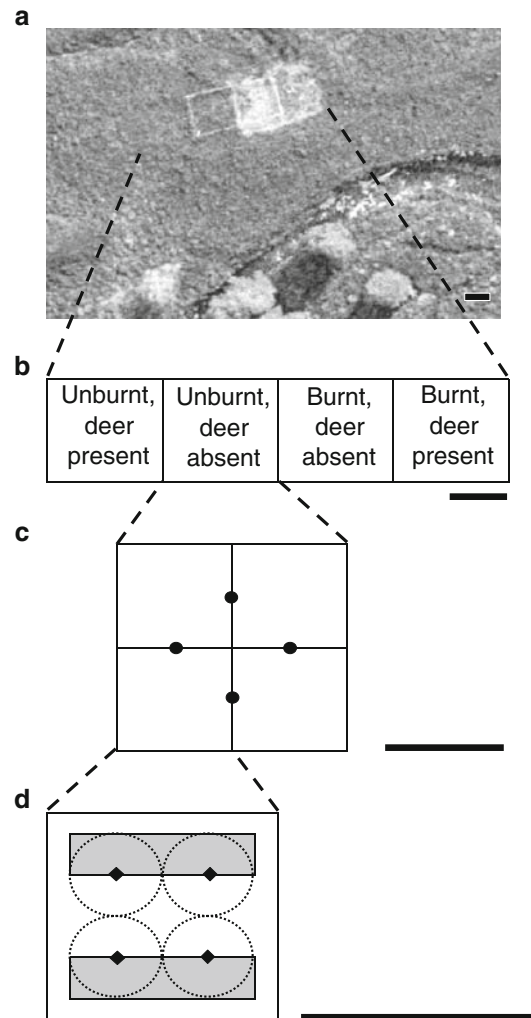 a
b
Unburnt,
deer
present
Unburnt,
deer
absent
Burnt,
deer
absent
Burnt,
deer
present
c
d